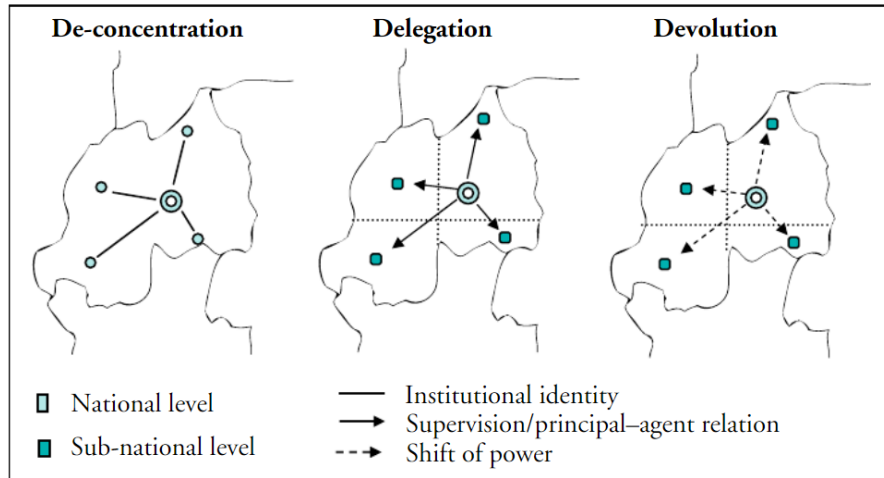 De-concentration
Delegation
Devolution
National level
Sub-national level
Institutional identity
Supervision/principal–agent relation
Shift of power